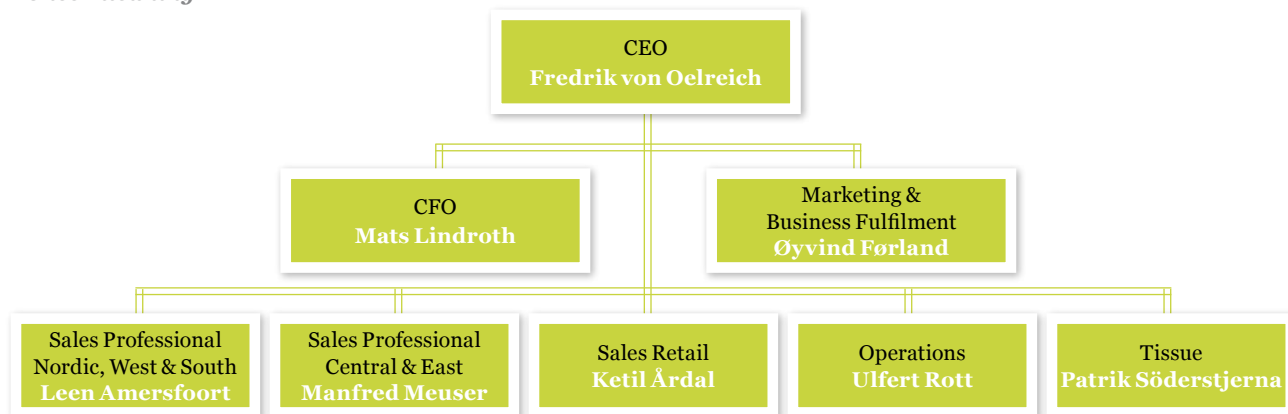 CEO
Fredrik von Oelreich
CFO
Mats Lindroth
Marketing &
Business Fulfilment
Øyvind Førland
Sales Professional
Nordic, West & South
Leen Amersfoort
Sales Professional
Central & East
Manfred Meuser
Sales Retail
Ketil Årdal
Operations
Ulfert Rott
Tissue
Patrik Söderstjerna